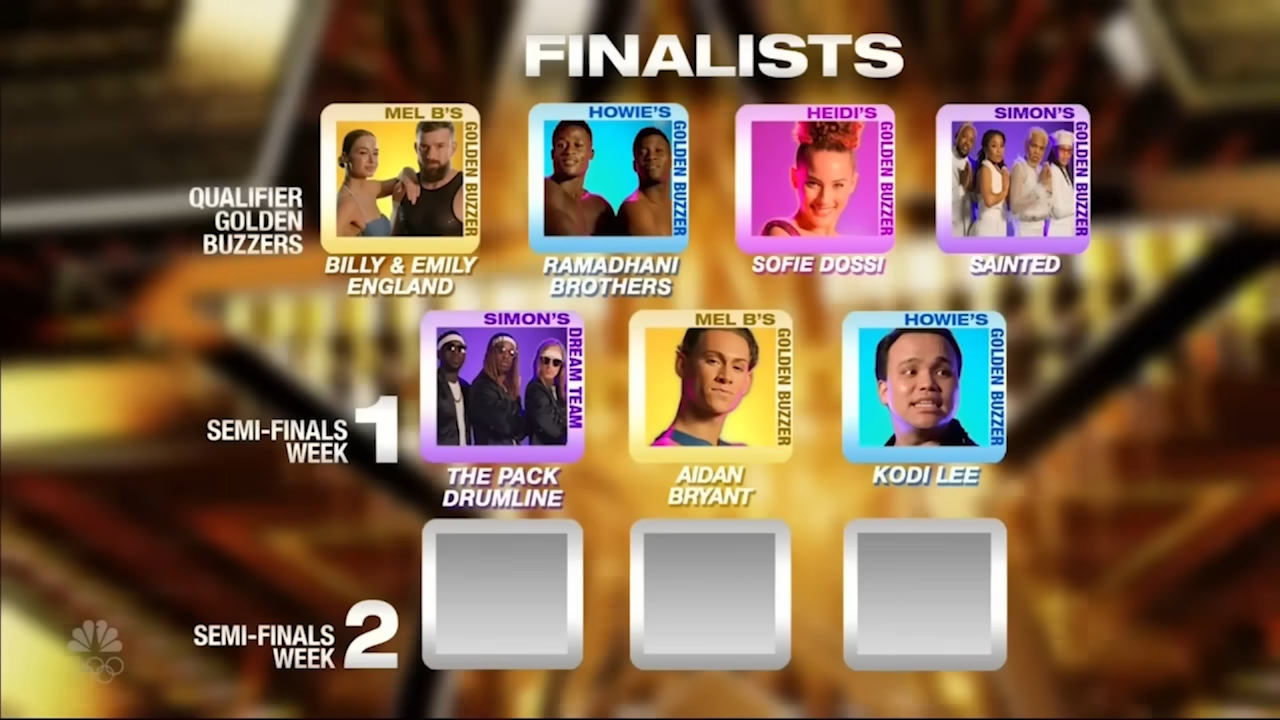 FINALISTS
MEL B'S
GOLDEN BUZZER
HOWIE'S
GOLDEN BUZZER
HEIDI'S
GOLDEN BUZZER
SIMON'S
GOLDEN BUZZER
QUALIFIER
GOLDEN
BUZZERS
BILLY & EMILY
ENGLAND
RAMADHANI
BROTHERS
SOFIE DOSSI
SAINTED
SEMI-FINALS
WEEK 1
SIMON'S
DREAM TEAM
MEL B'S
GOLDEN BUZZER
HOWIE'S
GOLDEN BUZZER
THE PACK
DRUMLINE
AIDAN
BRYANT
KODI LEE
SEMI-FINALS
WEEK 2